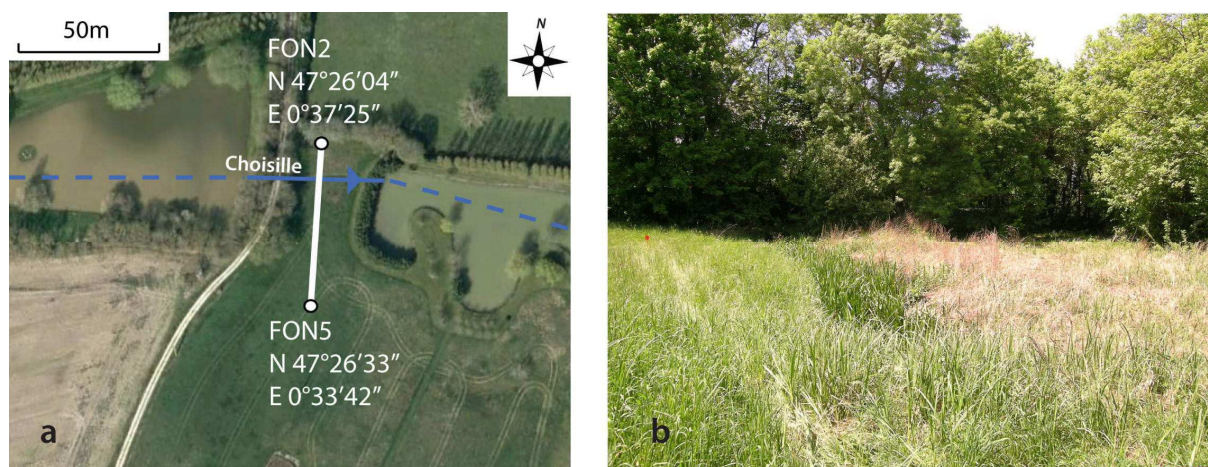 50m
N
FON2
N 47°26’04”
E 0°37’25”
Choisille
FON5
N 47°26’33”
E 0°33’42”
a
b